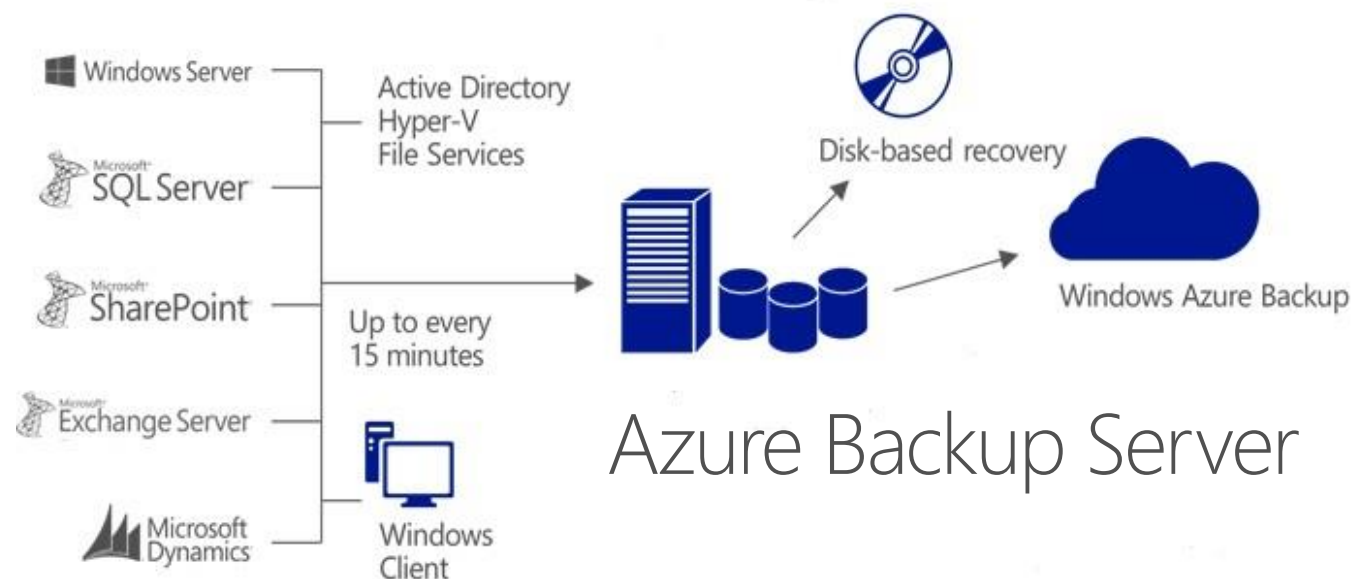 Windows Server
Active Directory
Hyper-V
File Services
Microsoft
SQL Server
Microsoft
SharePoint
Up to every
15 minutes
Microsoft
Exchange Server
Microsoft
Dynamics
Windows
Client
Disk-based recovery
Windows Azure Backup
Azure Backup Server